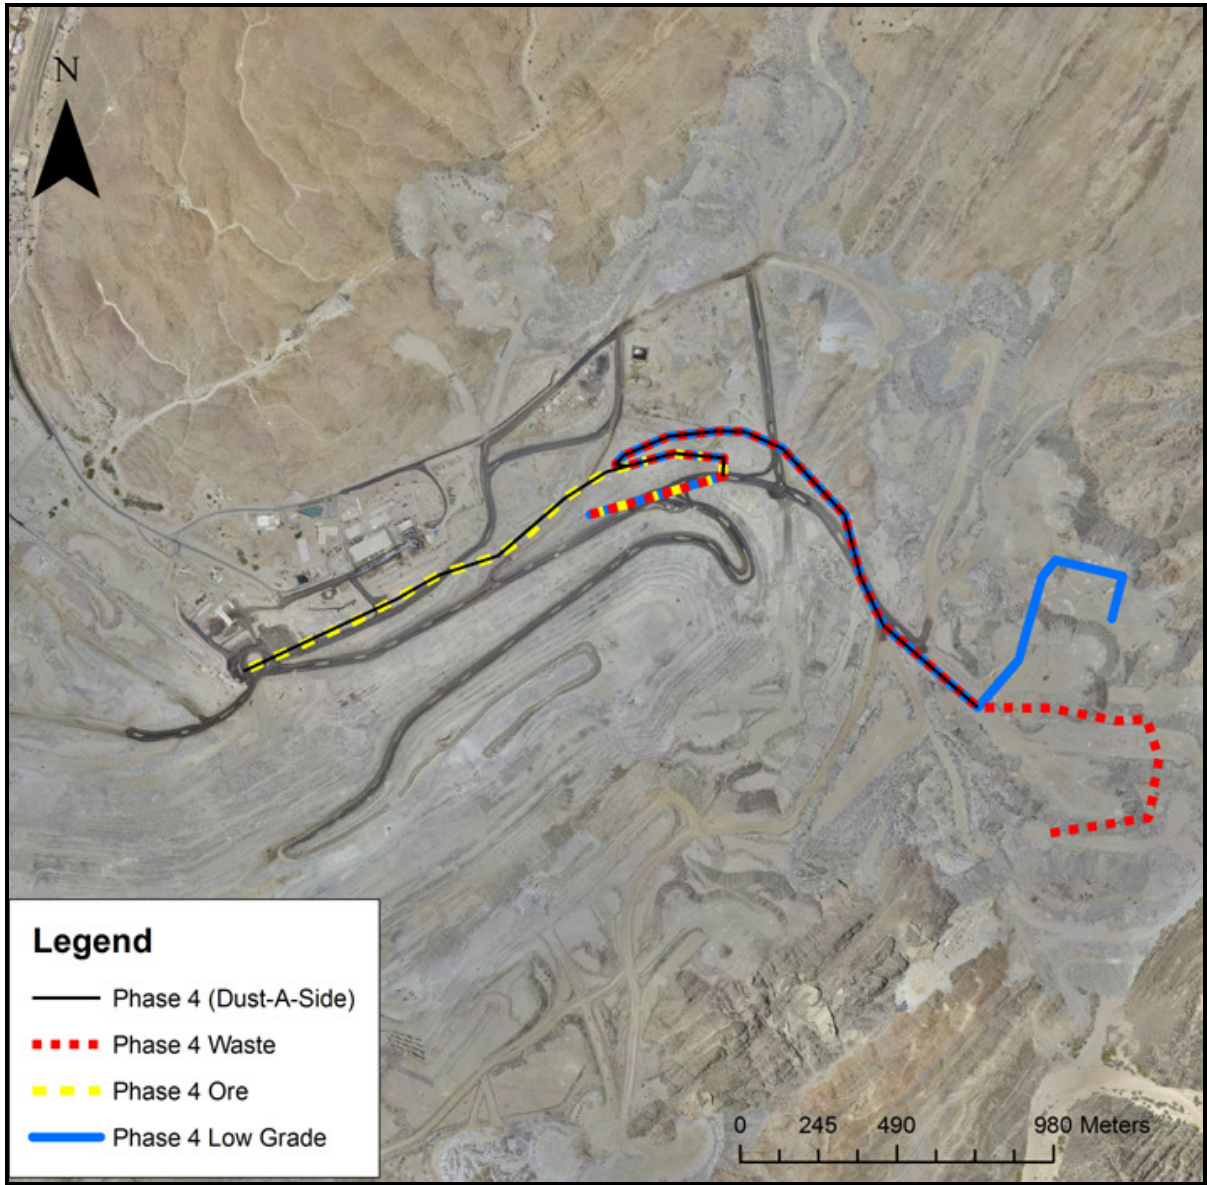 N
Legend
Phase 4 (Dust-A-Side)
Phase 4 Waste
Phase 4 Ore
Phase 4 Low Grade
0 245 490 980 Meters